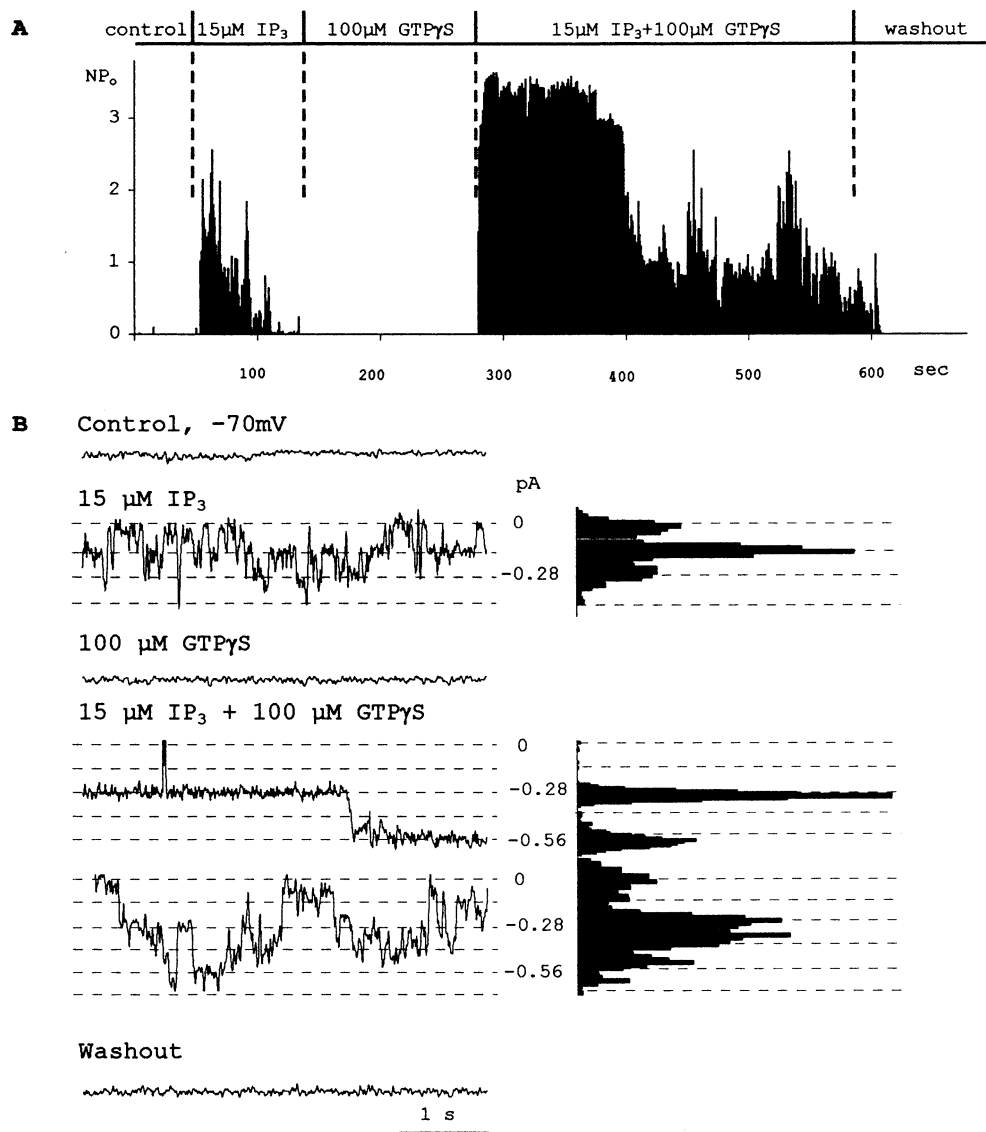 A control 15µM IP₃ 100µM GTPγS 15µM IP₃+100µM GTPγS washout
NPₒ
3
2
1
0
100 200 300 400 500 600 sec
B Control, -70mV
pA
15 µM IP₃
0
-0.28
100 µM GTPγS
15 µM IP₃ + 100 µM GTPγS
0
-0.28
-0.56
0
-0.28
-0.56
Washout
1 s